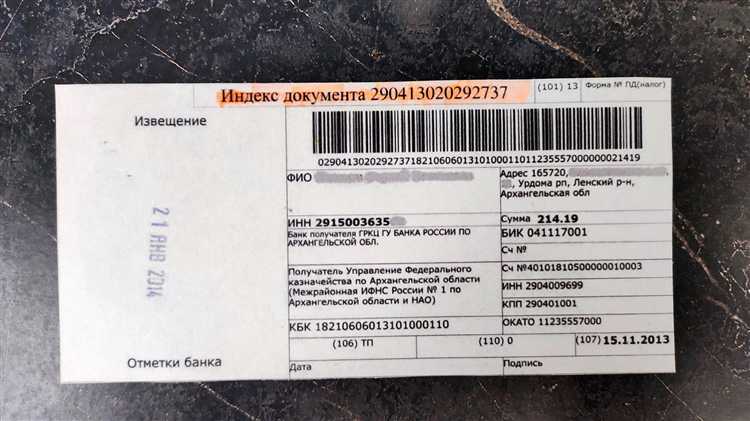 Индекс документа 290413020292737
(101) 13
Форма № ПД(налог)
Извещение
0290413020292737182106060131010001101123555700000002​1419
ФИО
Адрес 165720,
Урдома рп, Ленский р-н,
Архангельская обл
ИНН 2915003635
Сумма 214.19
Банк получателя ГРКЦ ГУ БАНКА РОССИИ ПО
АРХАНГЕЛЬСКОЙ ОБЛ.
БИК 041117001
Сч №
21 ЯНВ 2014
Получатель Управление Федерального
казначейства по Архангельской области
(Межрайонная ИФНС России № 1 по
Архангельской области и НАО)
Сч №40101810500000010003
ИНН 2904009699
КПП 290401001
КБК 18210606013101000110
ОКАТО 11235557000
(106) ТП
(110) 0
(107) 15.11.2013
Отметки банка
Дата
Подпись